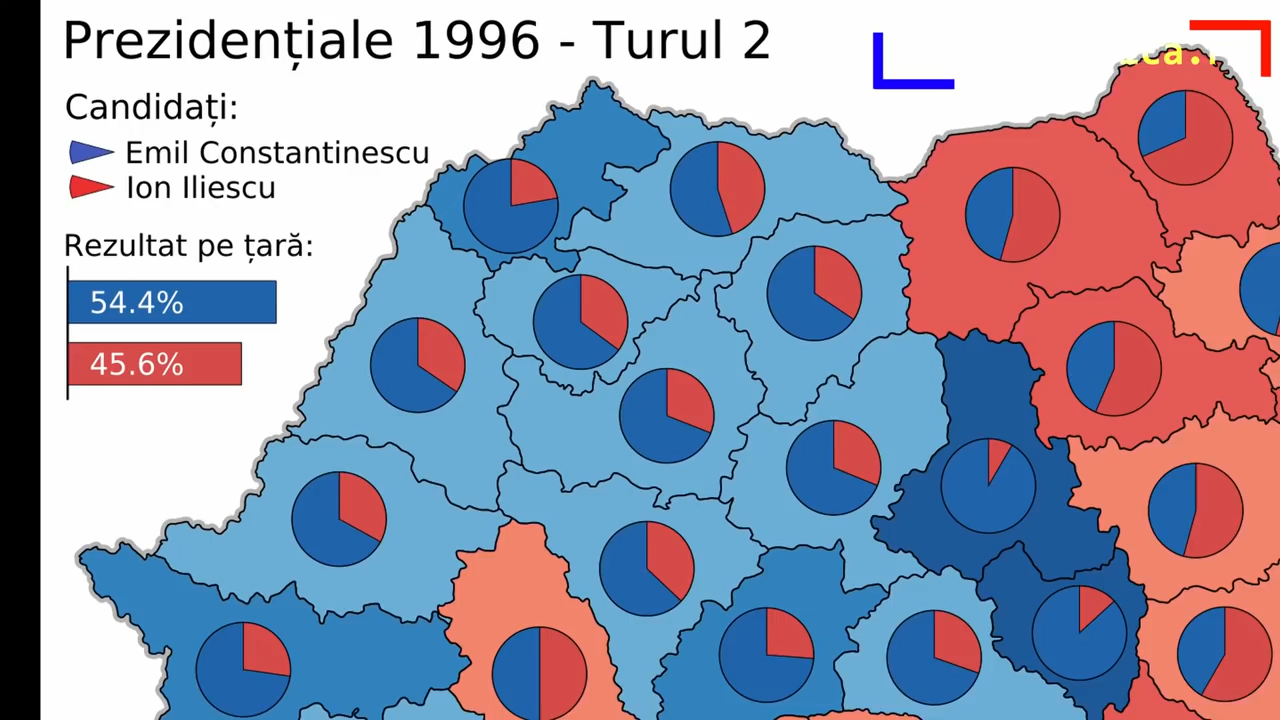 Prezidențiale 1996 - Turul 2
Candidați:
Emil Constantinescu
Ion Iliescu
Rezultat pe țară:
54.4%
45.6%